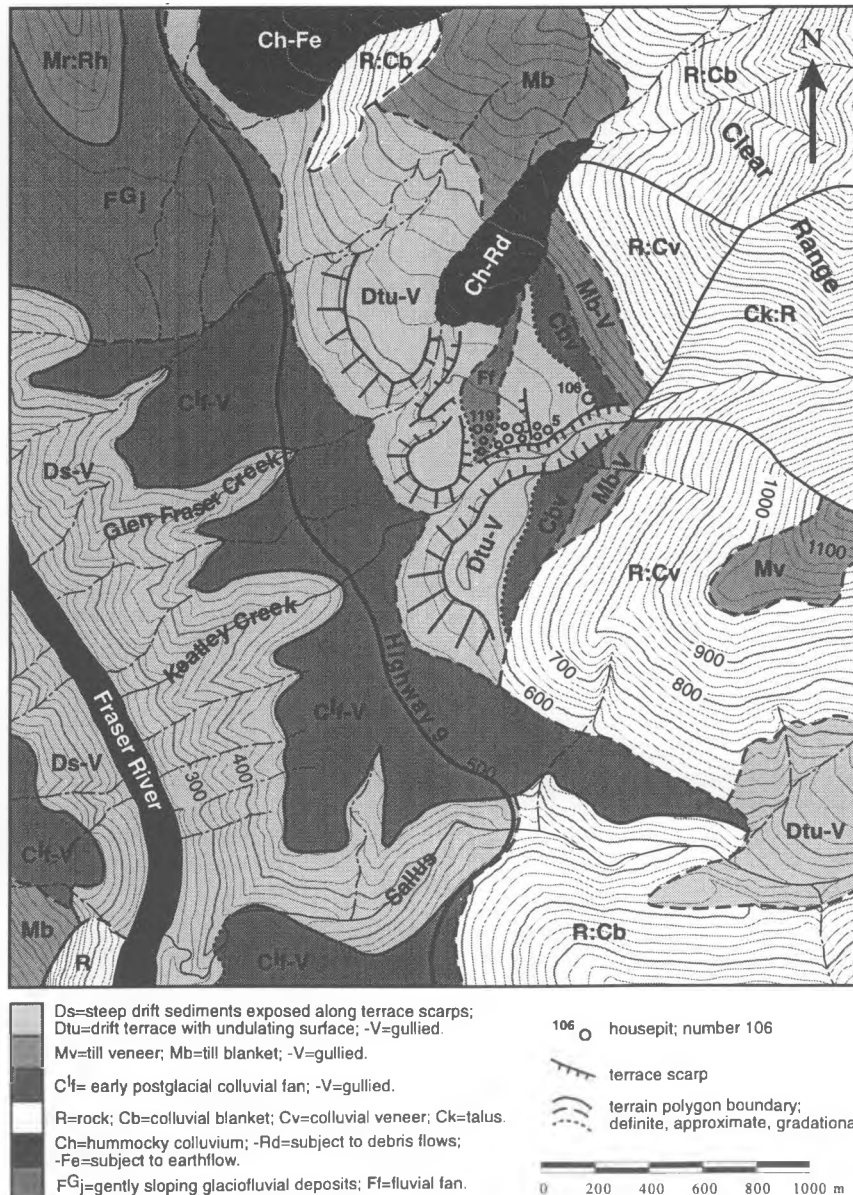 Ch-Fe
Mr:Rh
R:Cb
Mb
R:Cb
N
Clear
Range
FGj
R:Cv
Ch-Rd
Dtu-V
Mb-V
Cbv
Ck:R
Ff
106
119
5
CIf-V
Ds-V
Glen Fraser Creek
Mb-V
Cbv
1000
Dtu-V
R:Cv
1100
Mv
Keatley Creek
Highway 9
900
700
800
600
Fraser River
CIf-V
Ds-V
300
400
500
Dtu-V
CIf-V
Sallus
Mb
R:Cb
R
CIf-V
Ds=steep drift sediments exposed along terrace scarps;
Dtu=drift terrace with undulating surface; -V=gullied.
Mv=till veneer; Mb=till blanket; -V=gullied.
CIf= early postglacial colluvial fan; -V=gullied.
R=rock; Cb=colluvial blanket; Cv=colluvial veneer; Ck=talus.
Ch=hummocky colluvium; -Rd=subject to debris flows;
-Fe=subject to earthflow.
FGj=gently sloping glaciofluvial deposits; Ff=fluvial fan.
106 housepit; number 106
terrace scarp
terrain polygon boundary;
definite, approximate, gradational
0 200 400 600 800 1000 m